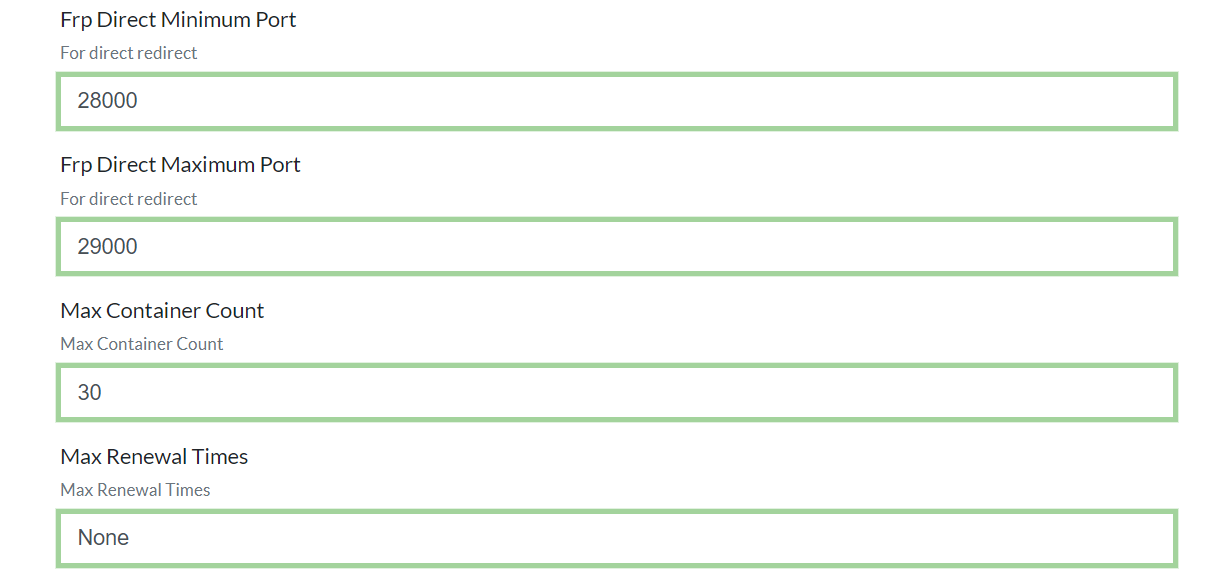 Frp Direct Minimum Port
For direct redirect
28000
Frp Direct Maximum Port
For direct redirect
29000
Max Container Count
Max Container Count
30
Max Renewal Times
Max Renewal Times
None